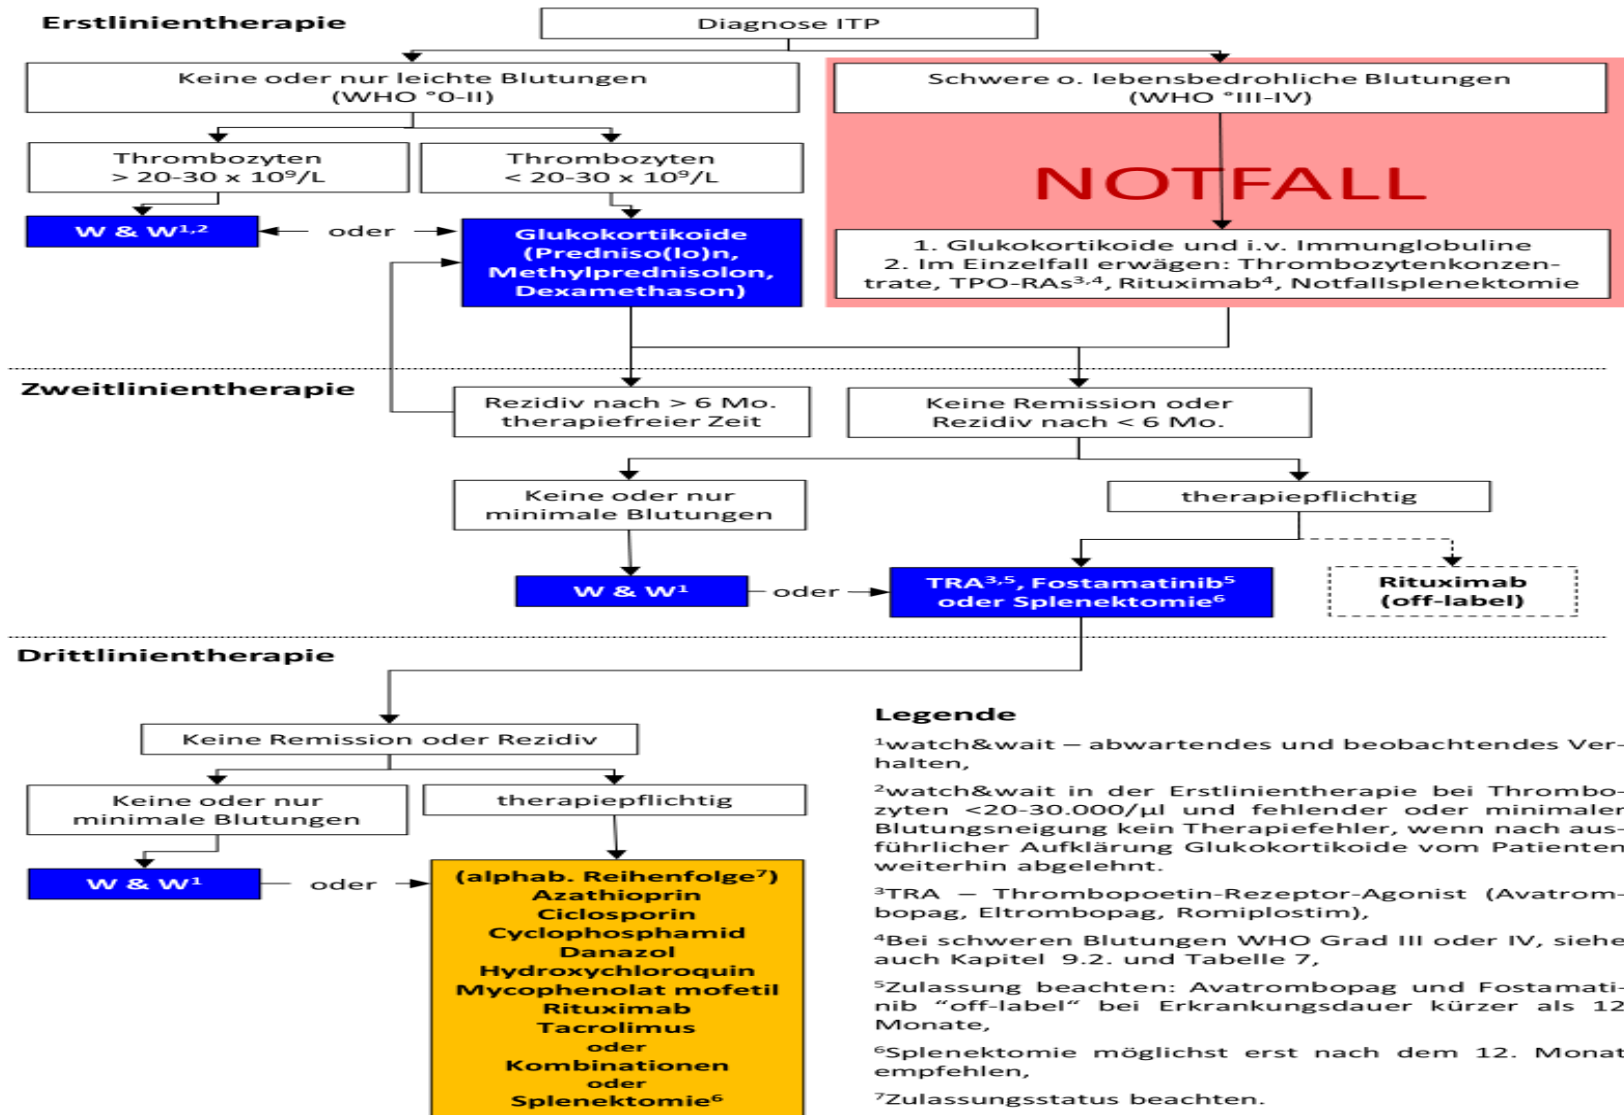 Erstlinientherapie
Diagnose ITP
Keine oder nur leichte Blutungen
(WHO °0-II)
Schwere o. lebensbedrohliche Blutungen
(WHO °III-IV)
Thrombozyten
> 20-30 x 10⁹/L
Thrombozyten
< 20-30 x 10⁹/L
NOTFALL
W & W¹,²
oder
Glukokortikoide
(Predniso(lo)n,
Methylprednisolon,
Dexamethason)
1. Glukokortikoide und i.v. Immunglobuline
2. Im Einzelfall erwägen: Thrombozytenkonzen-
trate, TPO-RAs³,⁴, Rituximab⁴, Notfallsplenektomie
Zweitlinientherapie
Rezidiv nach > 6 Mo.
therapiefreier Zeit
Keine Remission oder
Rezidiv nach < 6 Mo.
Keine oder nur
minimale Blutungen
therapiepflichtig
W & W¹
oder
TRA³,⁵, Fostamatinib⁵
oder Splenektomie⁶
Rituximab
(off-label)
Drittlinientherapie
Keine Remission oder Rezidiv
Keine oder nur
minimale Blutungen
therapiepflichtig
W & W¹
oder
(alphab. Reihenfolge⁷)
Azathioprin
Ciclosporin
Cyclophosphamid
Danazol
Hydroxychloroquin
Mycophenolat mofetil
Rituximab
Tacrolimus
oder
Kombinationen
oder
Splenektomie⁶
Legende
¹watch&wait – abwartendes und beobachtendes Ver-
halten,
²watch&wait in der Erstlinientherapie bei Thrombo-
zyten <20-30.000/µl und fehlender oder minimaler
Blutungsneigung kein Therapiefehler, wenn nach aus-
führlicher Aufklärung Glukokortikoide vom Patienten
weiterhin abgelehnt.
³TRA – Thrombopoetin-Rezeptor-Agonist (Avatrom-
bopag, Eltrombopag, Romiplostim),
⁴Bei schweren Blutungen WHO Grad III oder IV, siehe
auch Kapitel 9.2. und Tabelle 7,
⁵Zulassung beachten: Avatrombopag und Fostamati-
nib “off-label“ bei Erkrankungsdauer kürzer als 12
Monate,
⁶Splenektomie möglichst erst nach dem 12. Monat
empfehlen,
⁷Zulassungsstatus beachten.